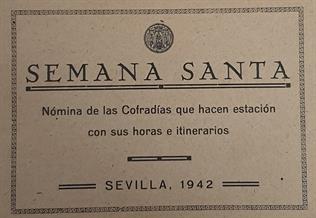 SEMANA SANTA
Nómina de las Cofradías que hacen estación
con sus horas e itinerarios
SEVILLA, 1942